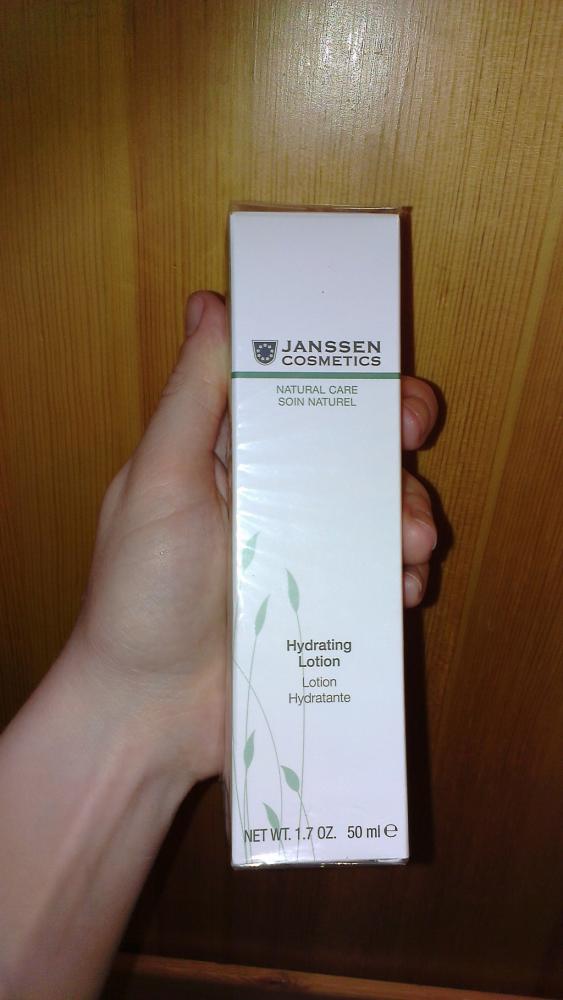 JANSSEN
COSMETICS
NATURAL CARE
SOIN NATUREL
Hydrating
Lotion
Lotion
Hydratante
NET WT. 1.7 OZ. 50 ml ℮